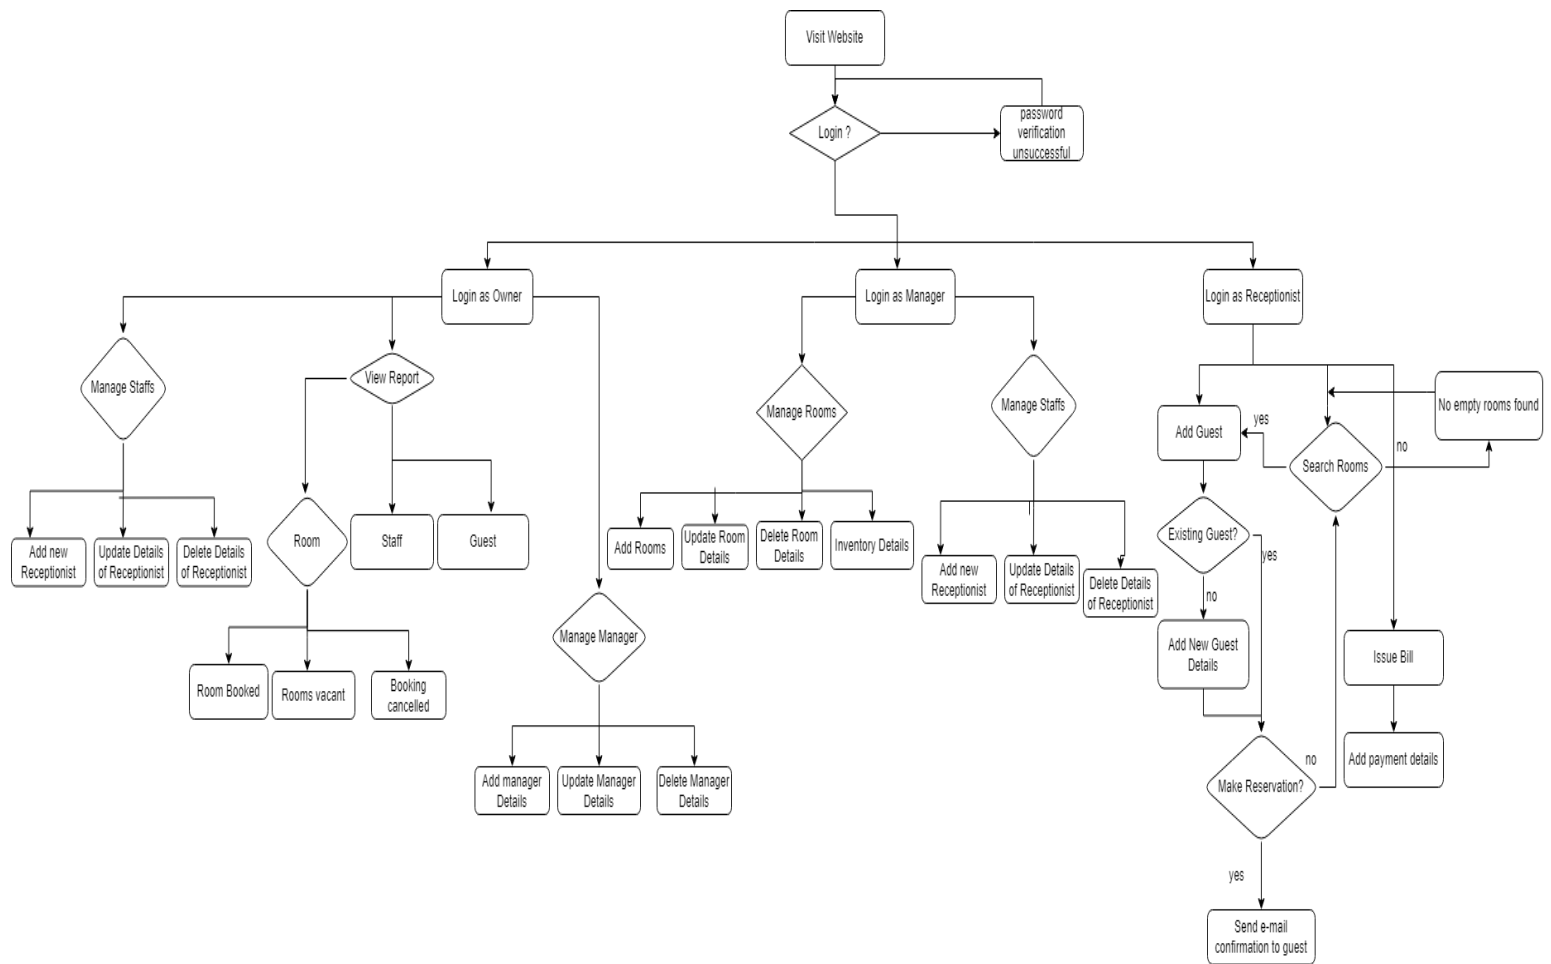 Visit Website
Login ?
password
verification
unsuccessful
Login as Owner
Login as Manager
Login as Receptionist
Manage Staffs
View Report
Manage Rooms
Manage Staffs
Add Guest
yes
Search Rooms
no
No empty rooms found
Add new
Receptionist
Update Details
of Receptionist
Delete Details
of Receptionist
Room
Staff
Guest
Add Rooms
Update Room
Details
Delete Room
Details
Inventory Details
Add new
Receptionist
Update Details
of Receptionist
Delete Details
of Receptionist
Existing Guest?
yes
no
Add New Guest
Details
Issue Bill
Room Booked
Rooms vacant
Booking
cancelled
Manage Manager
Add manager
Details
Update Manager
Details
Delete Manager
Details
Make Reservation?
no
Add payment details
yes
Send e-mail
confirmation to guest